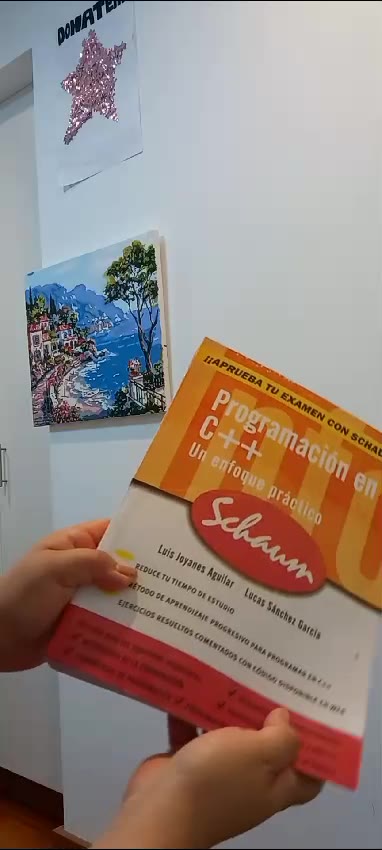 ¡¡APRUEBA TU EXAMEN CON SCHAU
Programación en
C++
Un enfoque práctico
Schaum
Luis Joyanes Aguilar Lucas Sánchez García
REDUCE TU TIEMPO DE ESTUDIO
MÉTODO DE APRENDIZAJE PROGRESIVO PARA PROGRAMAR EN C++
EJERCICIOS RESUELTOS COMENTADOS CON CÓDIGO DISPONIBLE EN WEB